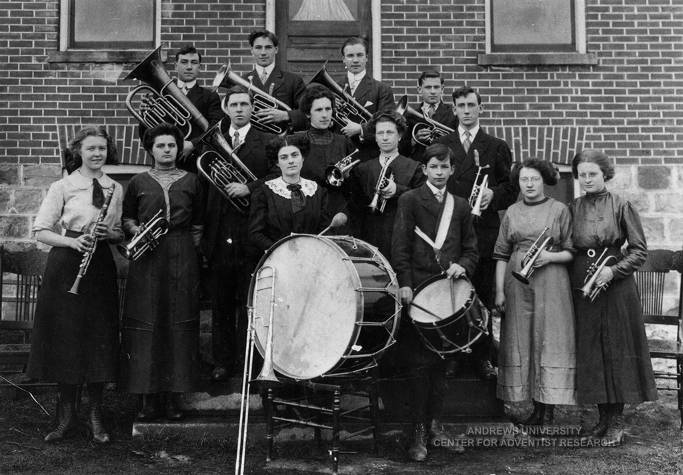 ANDREWS UNIVERSITY
CENTER FOR ADVENTIST RESEARCH